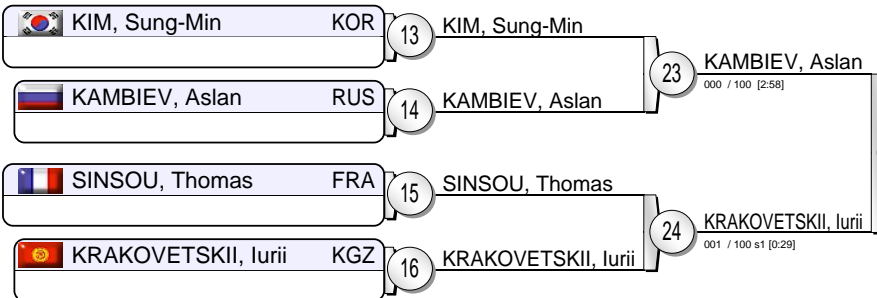 KIM, Sung-Min KOR
13
KIM, Sung-Min
23
KAMBIEV, Aslan
000 / 100 [2:58]
KAMBIEV, Aslan RUS
14
KAMBIEV, Aslan
SINSOU, Thomas FRA
15
SINSOU, Thomas
24
KRAKOVETSKII, Iurii
001 / 100 s1 [0:29]
KRAKOVETSKII, Iurii KGZ
16
KRAKOVETSKII, Iurii